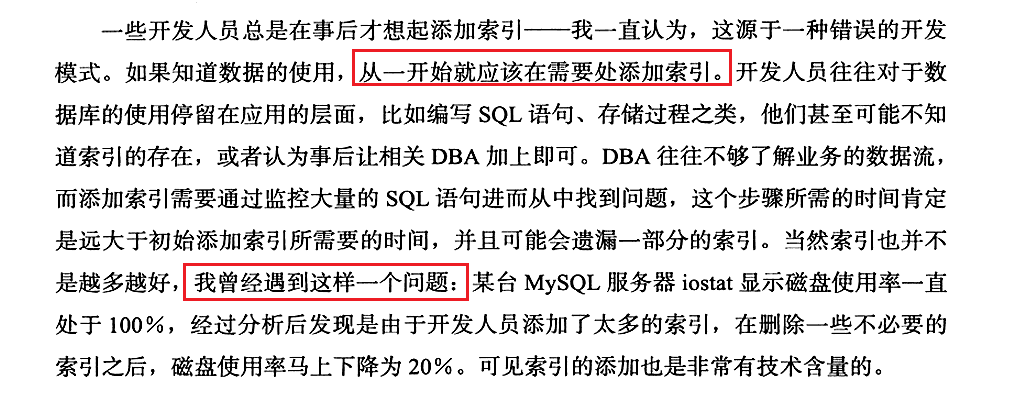 一些开发人员总是在事后才想起添加索引——我一直认为，这源于一种错误的开发
模式。如果知道数据的使用，从一开始就应该在需要处添加索引。开发人员往往对于数
据库的使用停留在应用的层面，比如编写 SQL 语句、存储过程之类，他们甚至可能不知
道索引的存在，或者认为事后让相关 DBA 加上即可。DBA 往往不够了解业务的数据流，
而添加索引需要通过监控大量的 SQL 语句进而从中找到问题，这个步骤所需的时间肯定
是远大于初始添加索引所需要的时间，并且可能会遗漏一部分的索引。当然索引也并不
是越多越好，我曾经遇到这样一个问题：某台 MySQL 服务器 iostat 显示磁盘使用率一直
处于 100%，经过分析后发现是由于开发人员添加了太多的索引，在删除一些不必要的
索引之后，磁盘使用率马上下降为 20%。可见索引的添加也是非常有技术含量的。